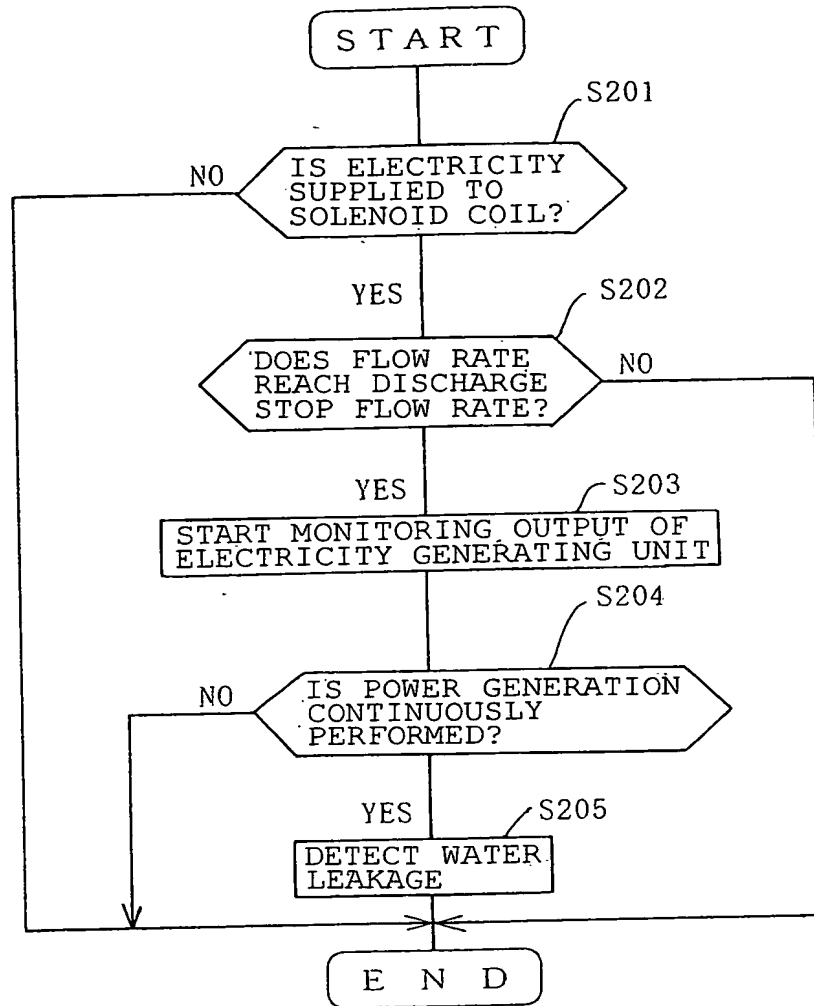 START
S201
NO
IS ELECTRICITY
SUPPLIED TO
SOLENOID COIL?
YES
S202
DOES FLOW RATE
REACH DISCHARGE
STOP FLOW RATE?
NO
YES
S203
START MONITORING OUTPUT OF
ELECTRICITY GENERATING UNIT
S204
NO
IS POWER GENERATION
CONTINUOUSLY
PERFORMED?
YES
S205
DETECT WATER
LEAKAGE
END